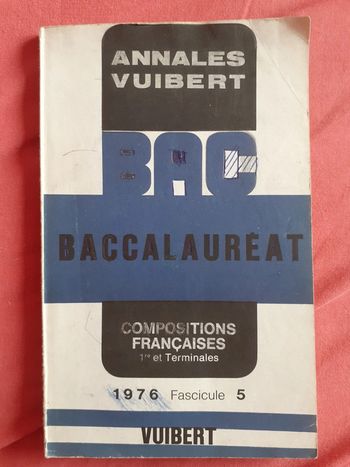 ANNALES
VUIBERT
BAC
BACCALAURÉAT
COMPOSITIONS
FRANÇAISES
1re et Terminales
1976 Fascicule 5
VUIBERT